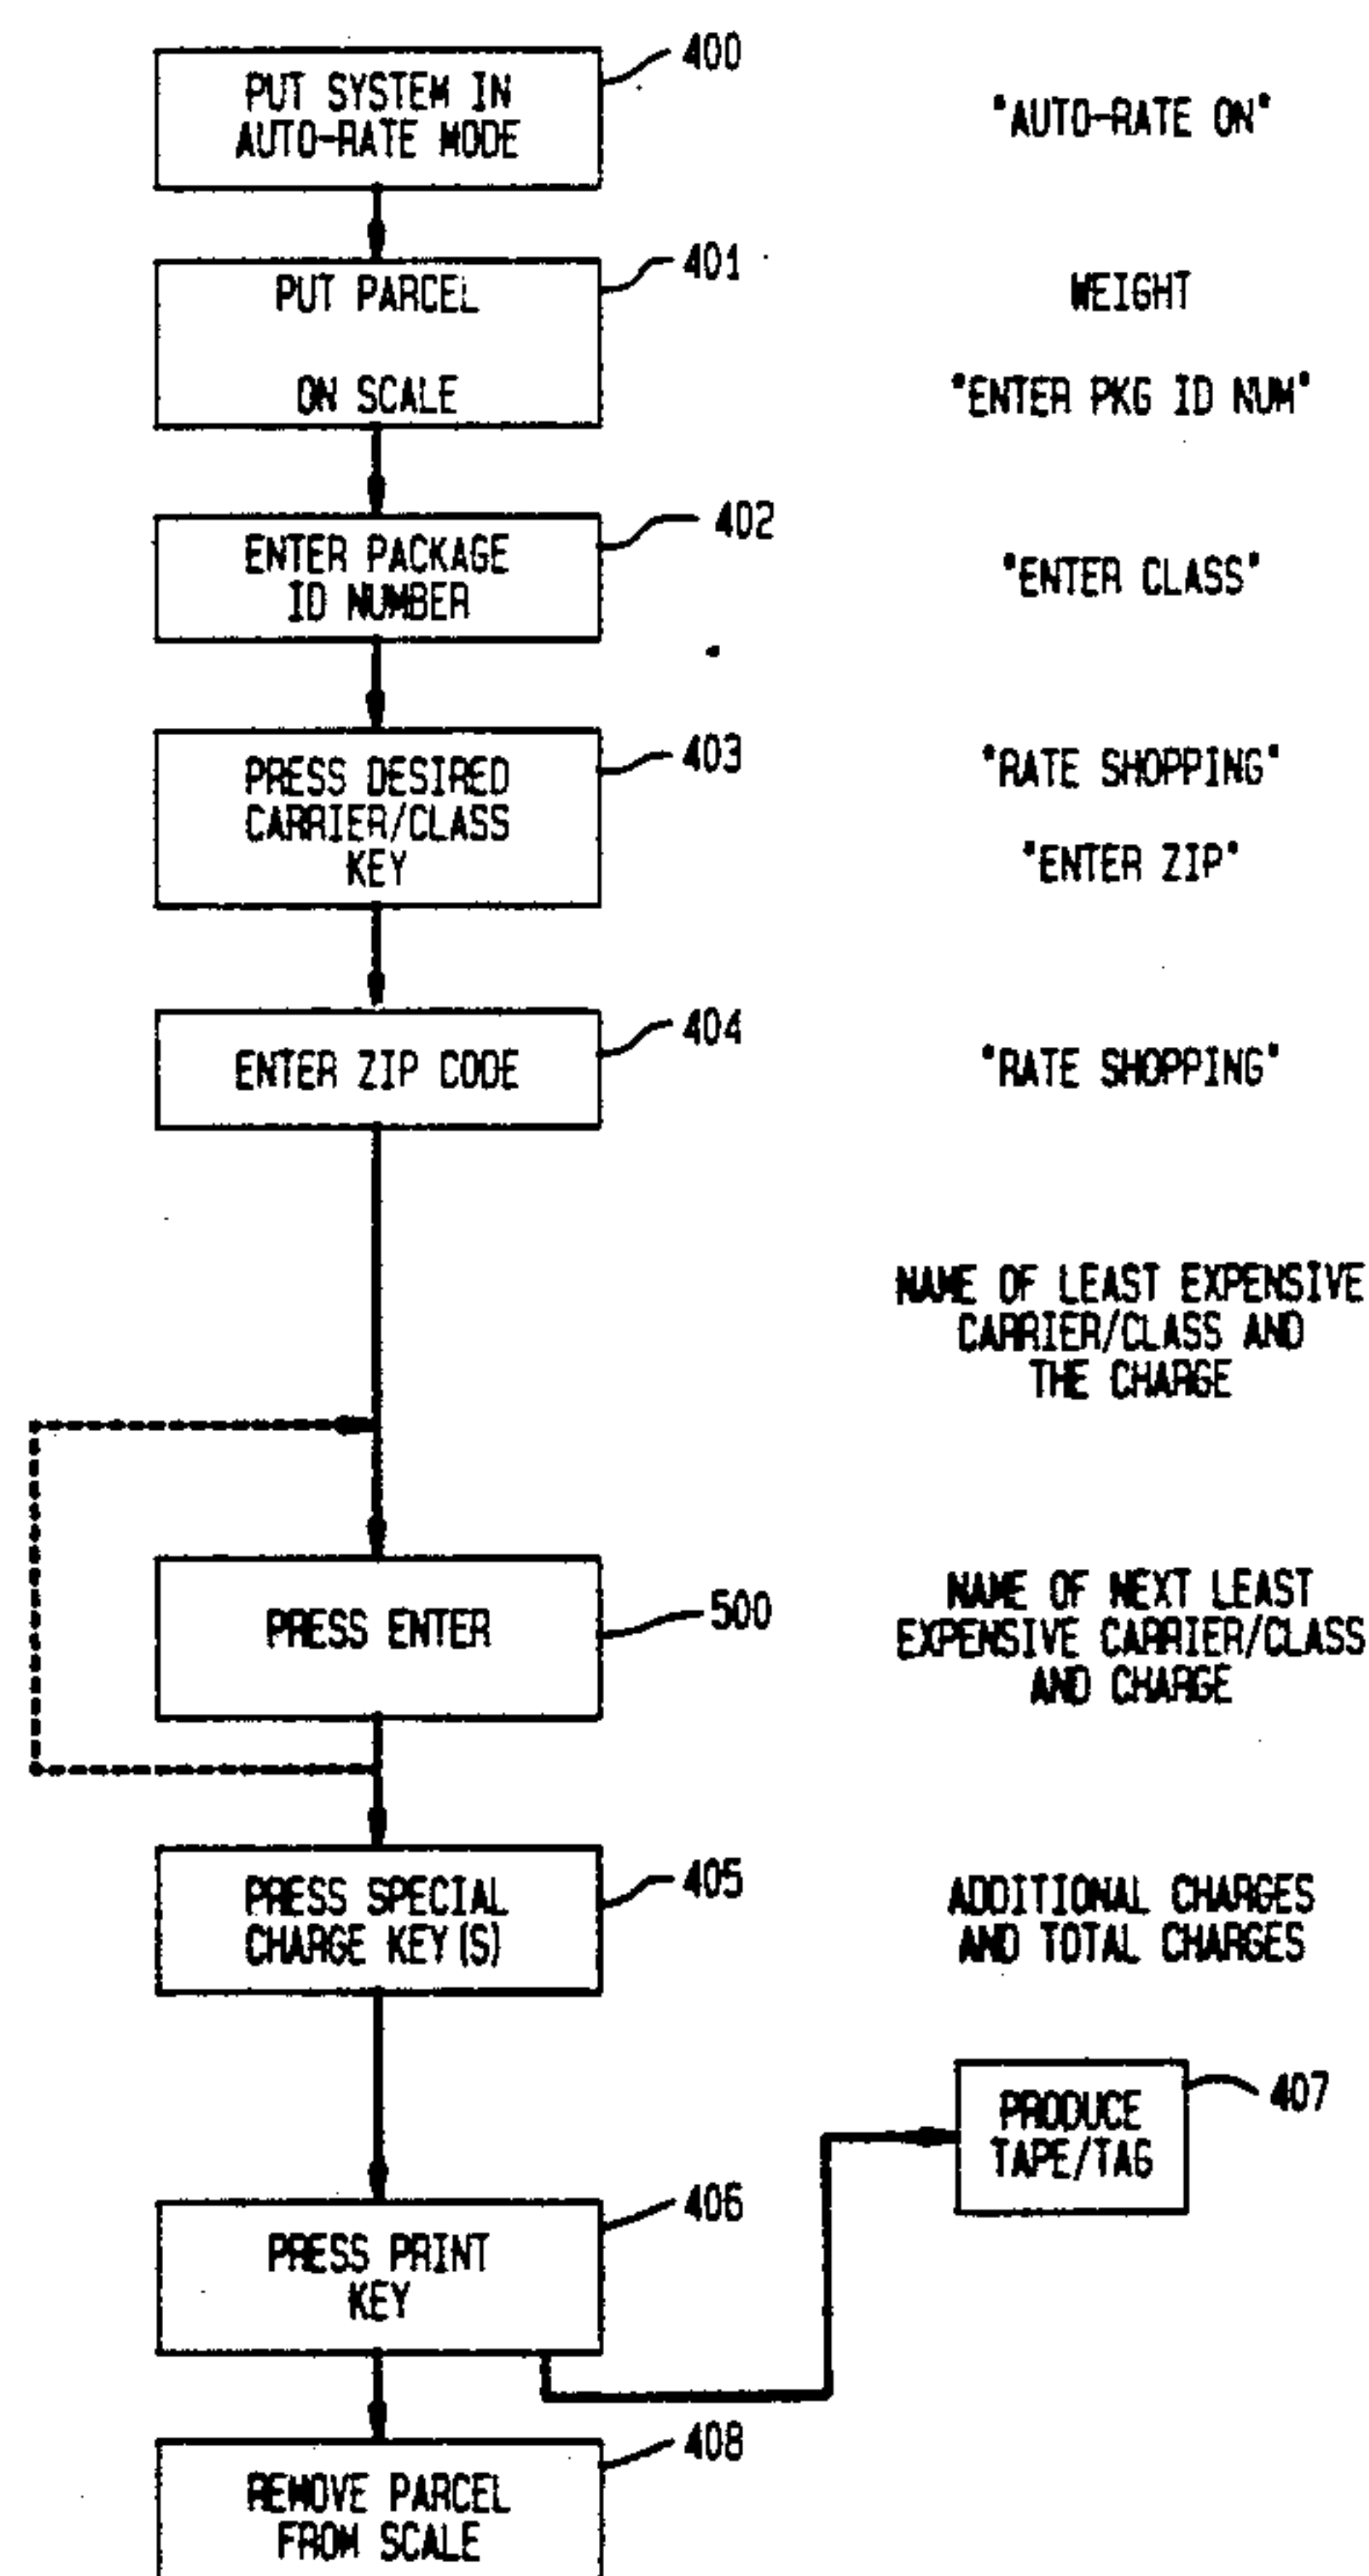 400
PUT SYSTEM IN
AUTO-RATE MODE
"AUTO-RATE ON"
401
PUT PARCEL
WEIGHT
ON SCALE
"ENTER PKG ID NUM"
402
ENTER PACKAGE
ID NUMBER
"ENTER CLASS"
403
PRESS DESIRED
CARRIER/CLASS
KEY
"RATE SHOPPING"
"ENTER ZIP"
404
ENTER ZIP CODE
"RATE SHOPPING"
NAME OF LEAST EXPENSIVE
CARRIER/CLASS AND
THE CHARGE
PRESS ENTER
500
NAME OF NEXT LEAST
EXPENSIVE CARRIER/CLASS
AND CHARGE
405
PRESS SPECIAL
CHARGE KEY(S)
ADDITIONAL CHARGES
AND TOTAL CHARGES
407
PRODUCE
TAPE/TAG
406
PRESS PRINT
KEY
408
REMOVE PARCEL
FROM SCALE